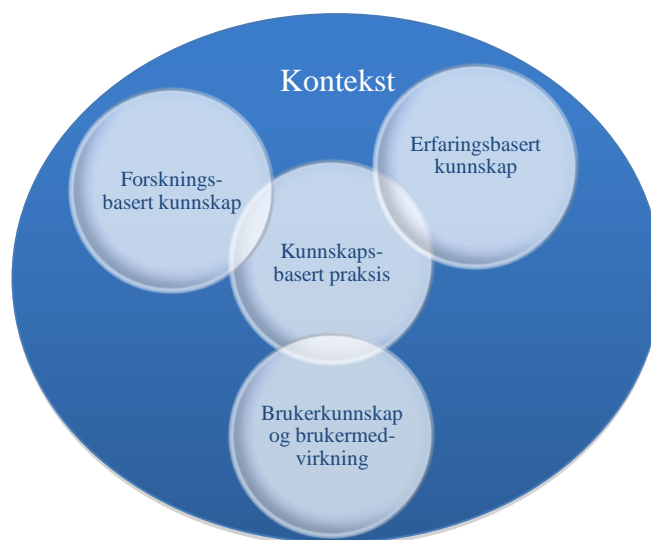 Kontekst
Forsknings-
basert kunnskap
Erfaringsbasert
kunnskap
Kunnskaps-
basert praksis
Brukerkunnskap
og brukermed-
virkning